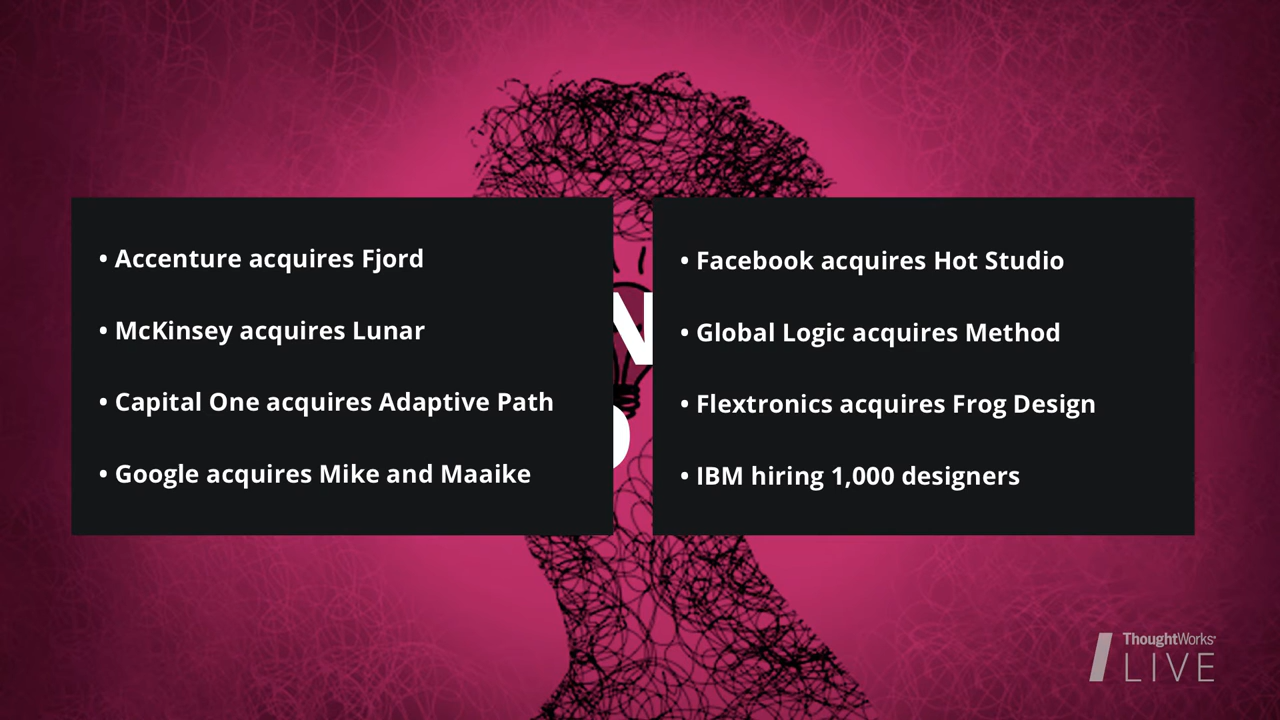 • Accenture acquires Fjord
• McKinsey acquires Lunar
• Capital One acquires Adaptive Path
• Google acquires Mike and Maaike
• Facebook acquires Hot Studio
• Global Logic acquires Method
• Flextronics acquires Frog Design
• IBM hiring 1,000 designers
ThoughtWorks®
LIVE